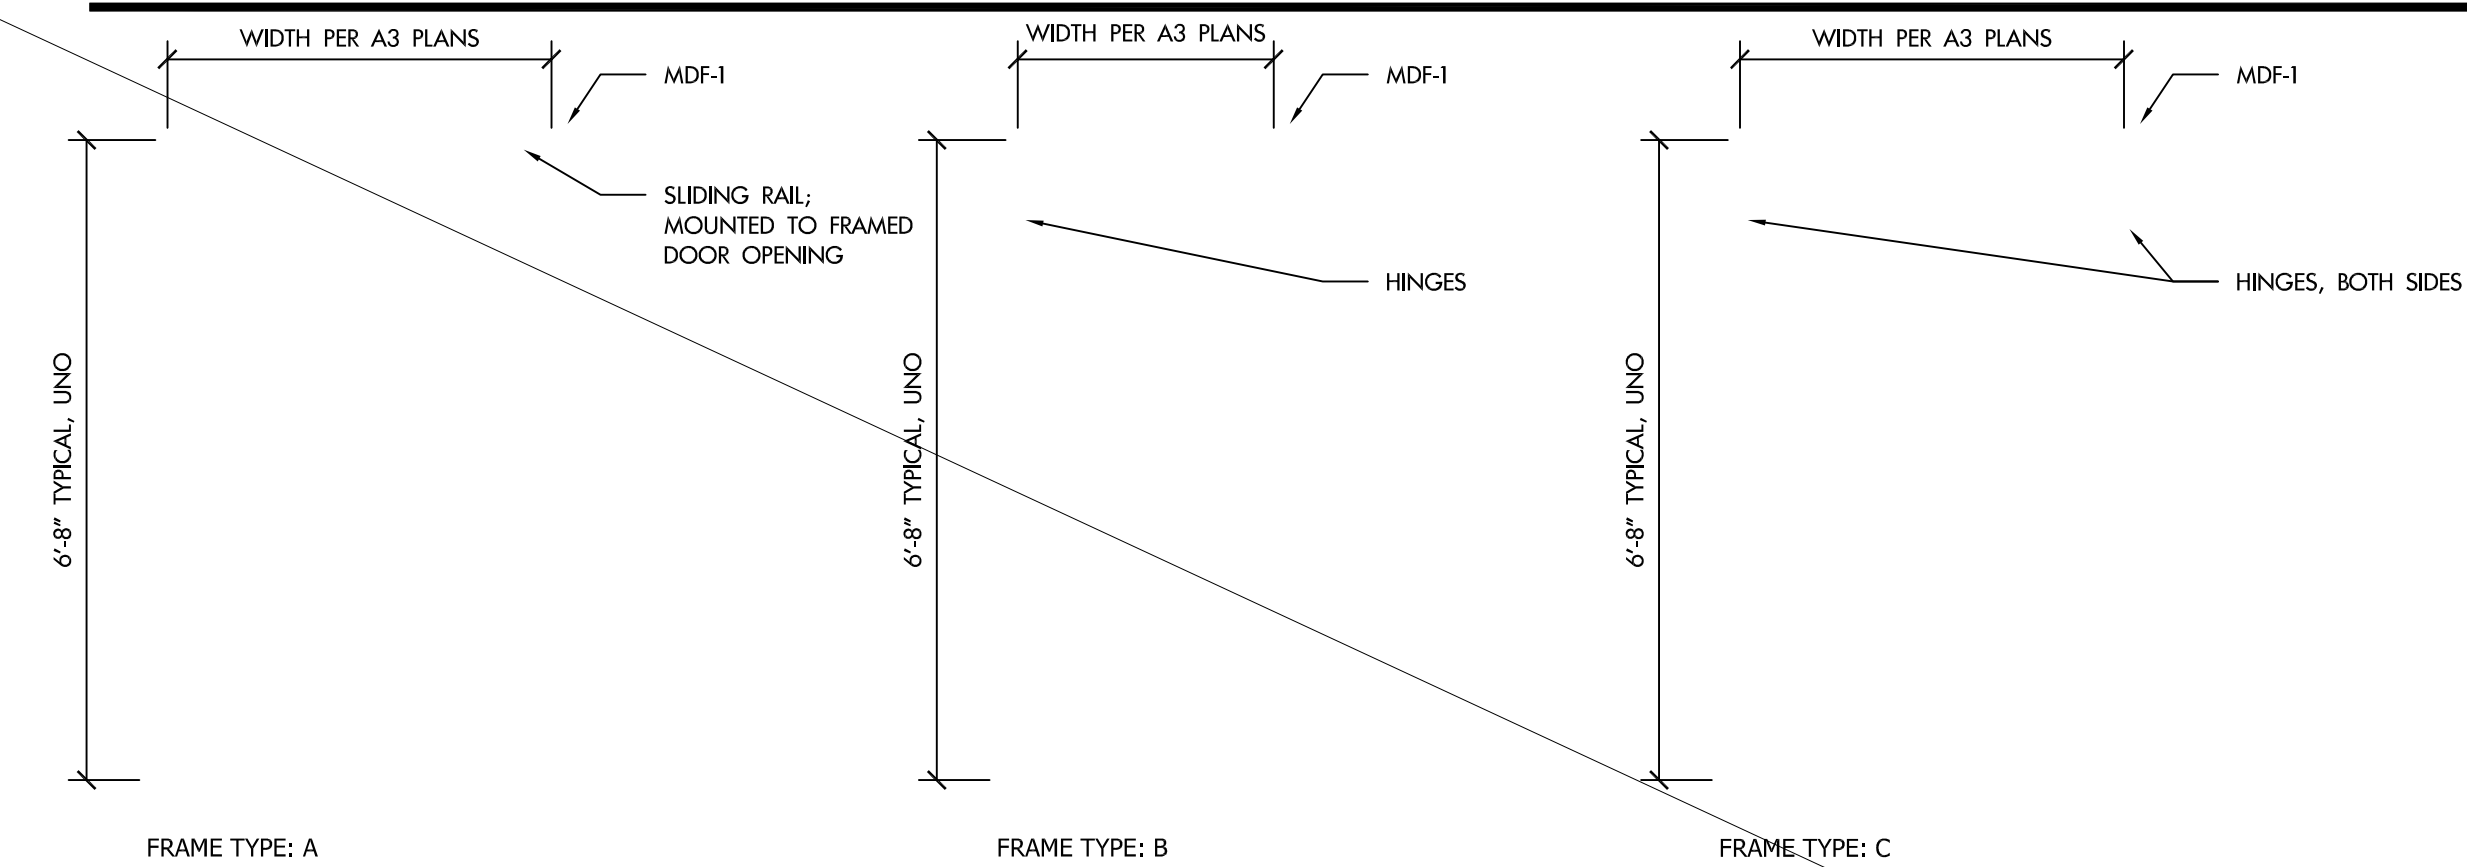 WIDTH PER A3 PLANS
MDF-1
SLIDING RAIL;
MOUNTED TO FRAMED
DOOR OPENING
6'-8" TYPICAL, UNO
FRAME TYPE: A
WIDTH PER A3 PLANS
MDF-1
HINGES
6'-8" TYPICAL, UNO
FRAME TYPE: B
WIDTH PER A3 PLANS
MDF-1
HINGES, BOTH SIDES
6'-8" TYPICAL, UNO
FRAME TYPE: C